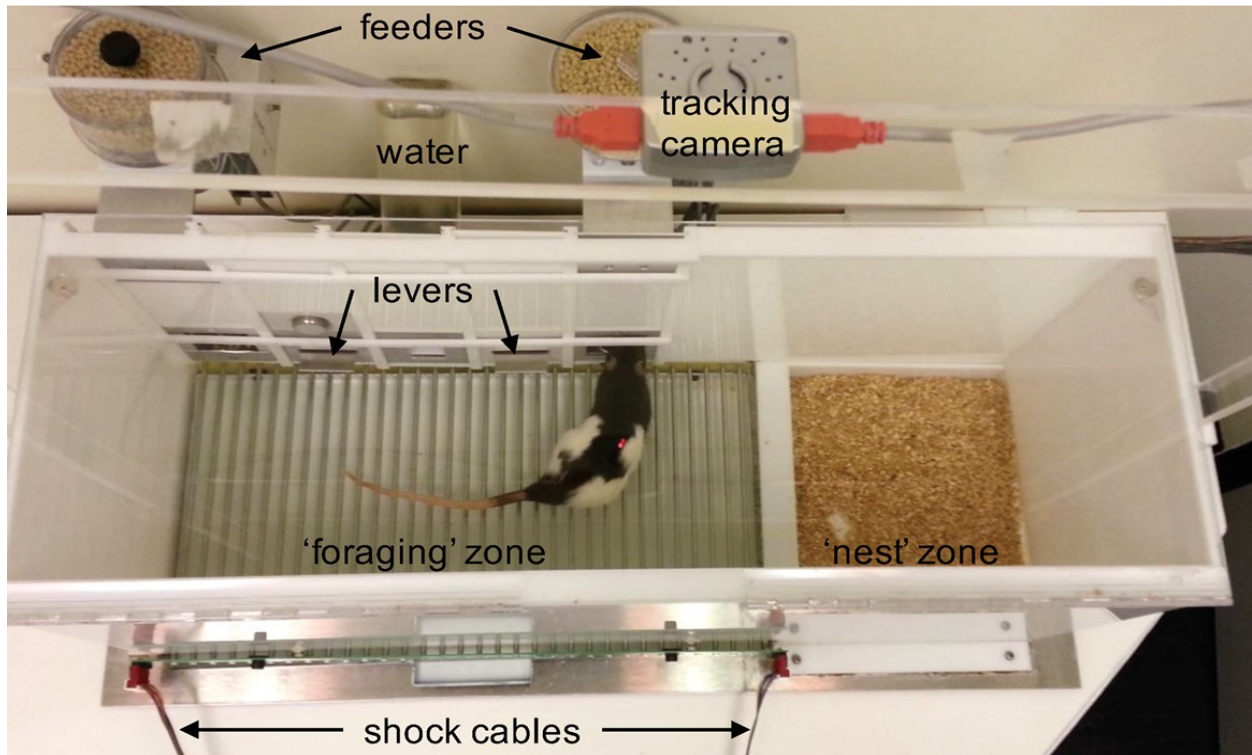 feeders
tracking
camera
water
levers
‘foraging’ zone
‘nest’ zone
shock cables